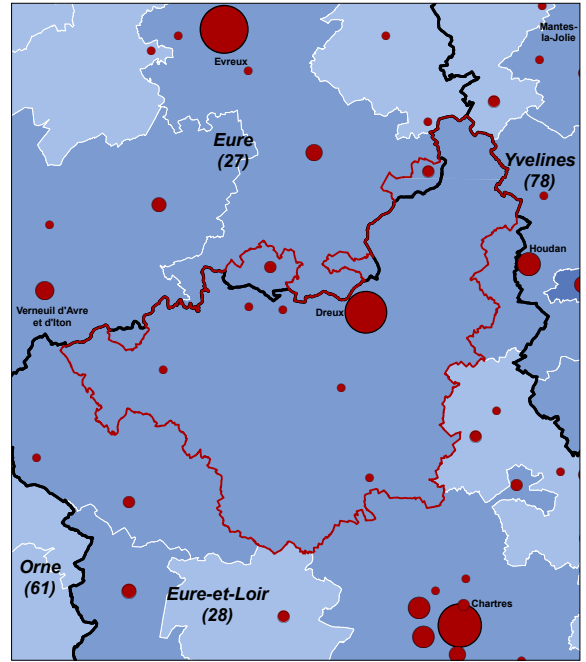 Mantes-
la-Jolie
Evreux
Eure
(27)
Yvelines
(78)
Houdan
Verneuil d'Avre
et d'Iton
Dreux
Orne
(61)
Eure-et-Loir
(28)
Chartres